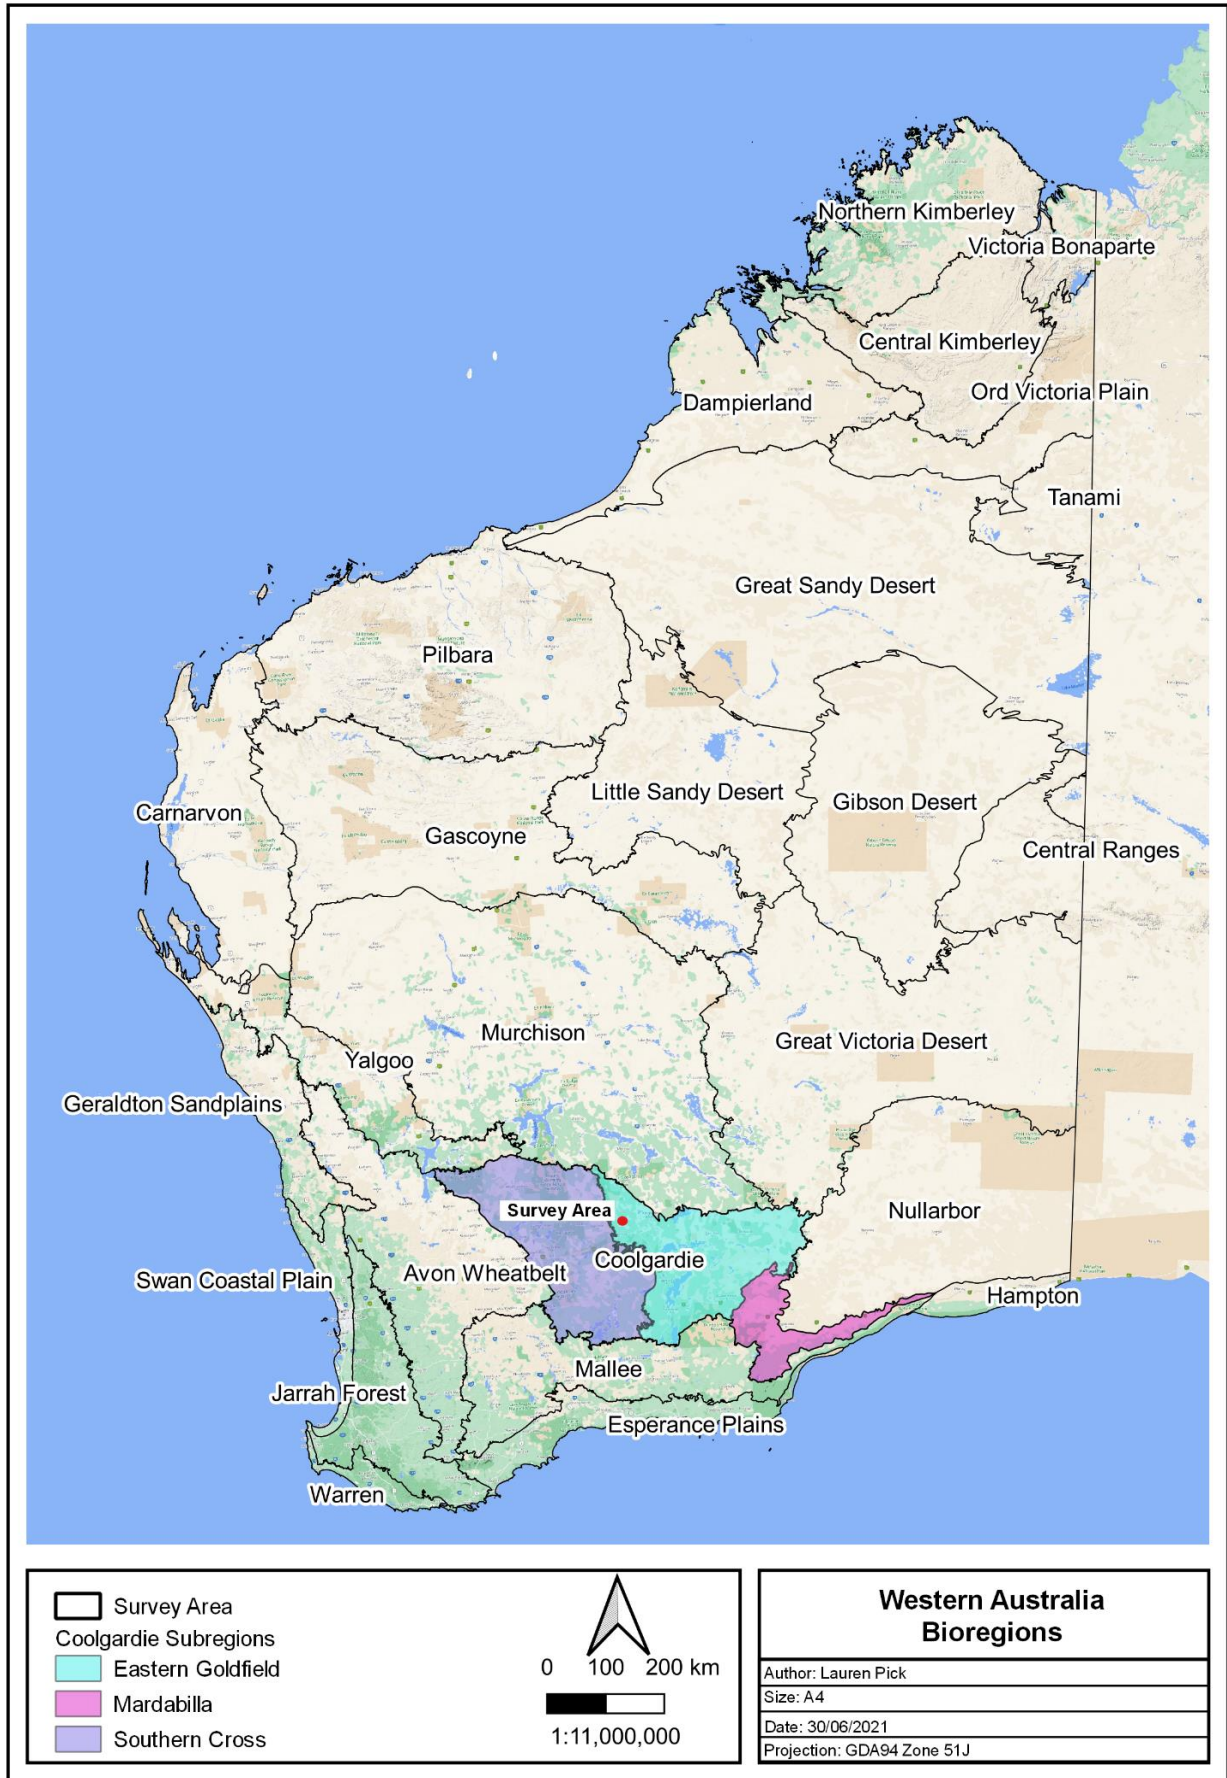 Northern Kimberley
Victoria Bonaparte
Central Kimberley
Ord Victoria Plain
Dampierland
Tanami
Great Sandy Desert
Pilbara
Little Sandy Desert
Gibson Desert
Carnarvon
Gascoyne
Central Ranges
Murchison
Great Victoria Desert
Yalgoo
Geraldton Sandplains
Survey Area
Nullarbor
Coolgardie
Avon Wheatbelt
Swan Coastal Plain
Hampton
Mallee
Jarrah Forest
Esperance Plains
Warren
Survey Area
Coolgardie Subregions
Eastern Goldfield
Mardabilla
Southern Cross
0 100 200 km
1:11,000,000
Western Australia
Bioregions
Author: Lauren Pick
Size: A4
Date: 30/06/2021
Projection: GDA94 Zone 51J